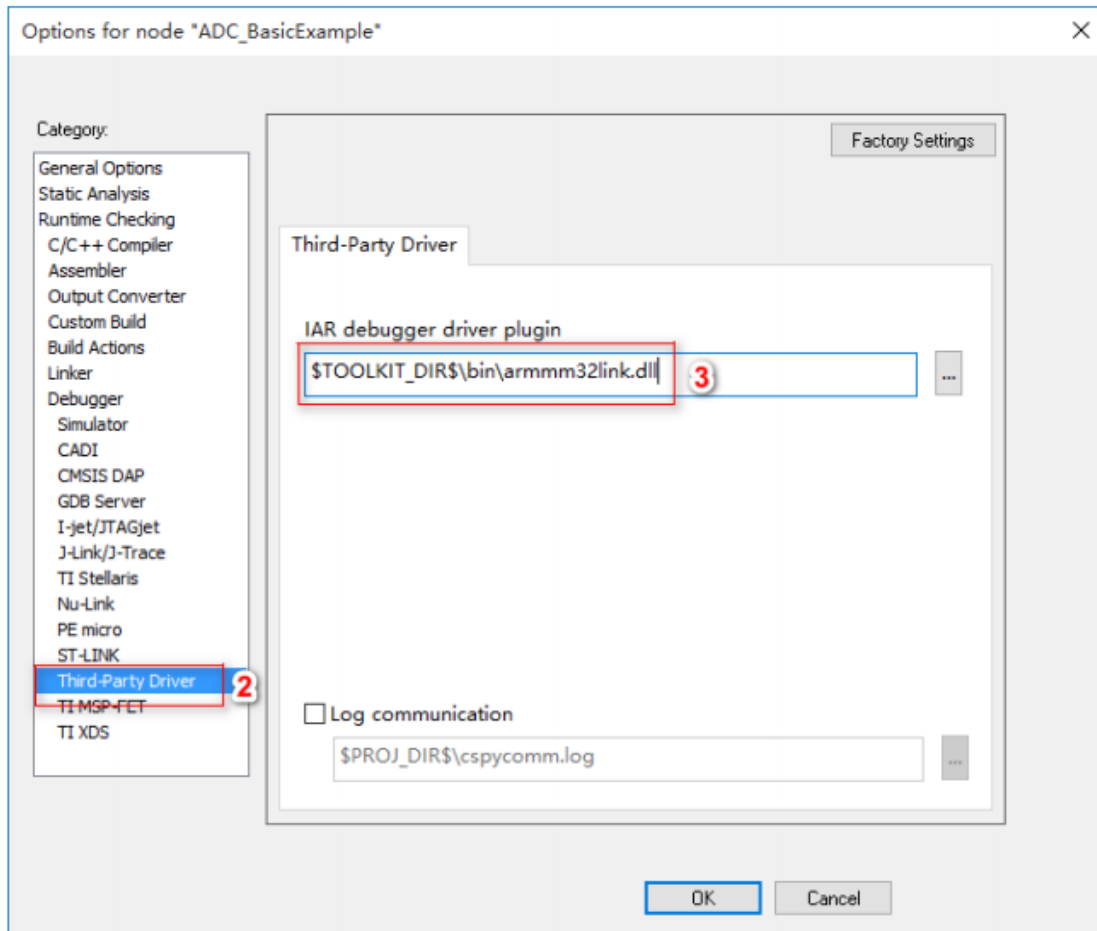 Options for node "ADC_BasicExample"
Category:
General Options
Static Analysis
Runtime Checking
C/C++ Compiler
Assembler
Output Converter
Custom Build
Build Actions
Linker
Debugger
Simulator
CADI
CMSIS DAP
GDB Server
I-jet/JTAGjet
J-Link/J-Trace
TI Stellaris
Nu-Link
PE micro
ST-LINK
Third-Party Driver
2
TI MSP-FET
TI XDS
Factory Settings
Third-Party Driver
IAR debugger driver plugin
$TOOLKIT_DIR$\bin\armmm32link.dll
3
...
Log communication
$PROJ_DIR$\cspycomm.log
...
OK
Cancel